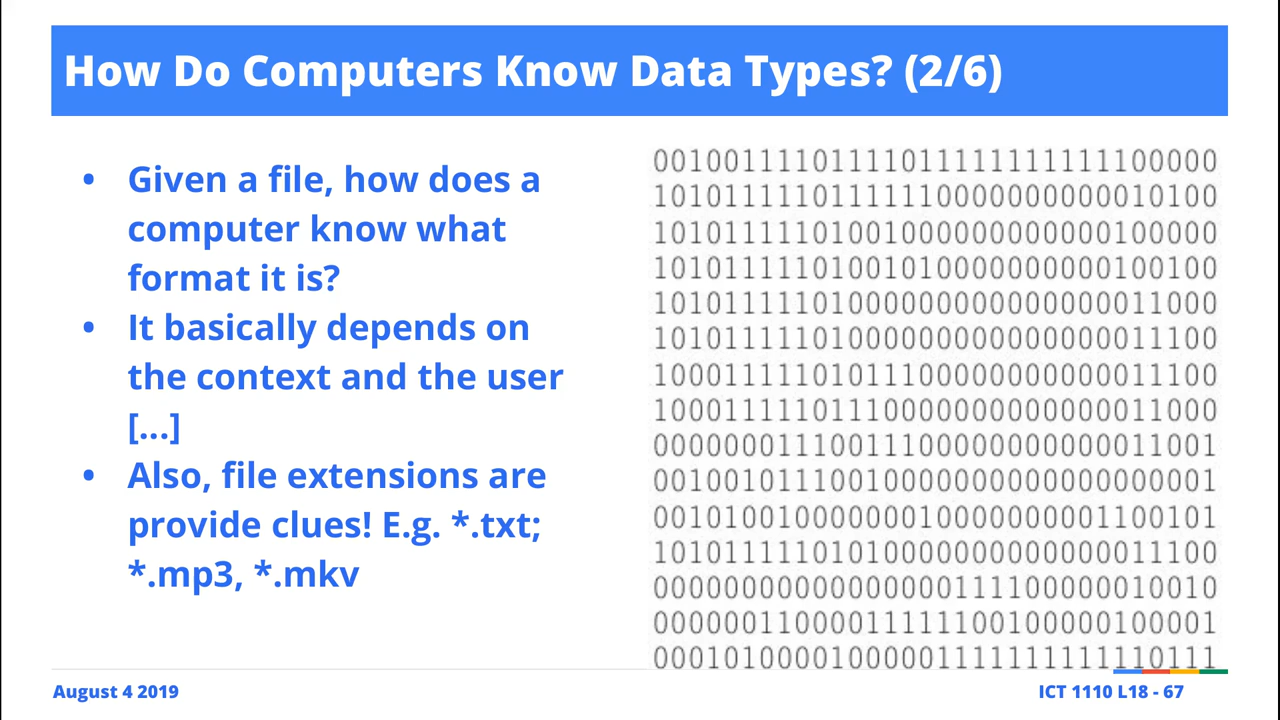 How Do Computers Know Data Types? (2/6)
• Given a file, how does a
computer know what
format it is?
• It basically depends on
the context and the user
[...]
• Also, file extensions are
provide clues! E.g. *.txt;
*.mp3, *.mkv
00100111101111011111111111100000
10101111101111110000000000010100
10101111101001000000000000100000
10101111101001010000000000100100
10101111101000000000000000011000
10101111101000000000000000011100
10001111101011100000000000011100
10001111101110000000000000011000
00000001110011100000000000011001
00100101110010000000000000000001
00101001000000010000000001100101
10101111101010000000000000011100
00000000000000000111100000010010
00000011000011111100100000100001
00010100001000001111111111110111
August 4 2019
ICT 1110 L18 - 67